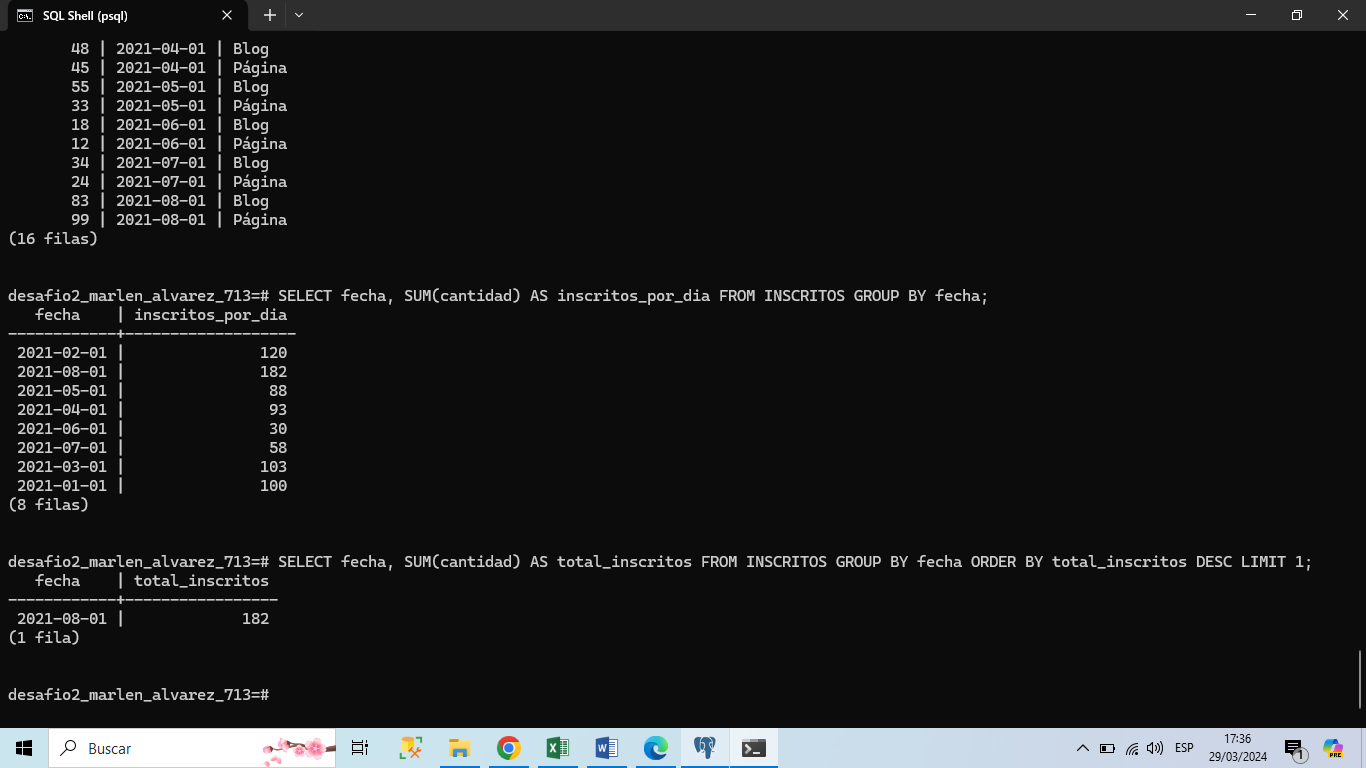 SQL Shell (psql)
48 | 2021-04-01 | Blog
45 | 2021-04-01 | Página
55 | 2021-05-01 | Blog
33 | 2021-05-01 | Página
18 | 2021-06-01 | Blog
12 | 2021-06-01 | Página
34 | 2021-07-01 | Blog
24 | 2021-07-01 | Página
83 | 2021-08-01 | Blog
99 | 2021-08-01 | Página
(16 filas)
desafio2_marlen_alvarez_713=# SELECT fecha, SUM(cantidad) AS inscritos_por_dia FROM INSCRITOS GROUP BY fecha;
fecha | inscritos_por_dia
------------+-------------------
2021-02-01 | 120
2021-08-01 | 182
2021-05-01 | 88
2021-04-01 | 93
2021-06-01 | 30
2021-07-01 | 58
2021-03-01 | 103
2021-01-01 | 100
(8 filas)
desafio2_marlen_alvarez_713=# SELECT fecha, SUM(cantidad) AS total_inscritos FROM INSCRITOS GROUP BY fecha ORDER BY total_inscritos DESC LIMIT 1;
fecha | total_inscritos
------------+-----------------
2021-08-01 | 182
(1 fila)
desafio2_marlen_alvarez_713=#
Buscar
ESP
17:36
29/03/2024
1
PRE